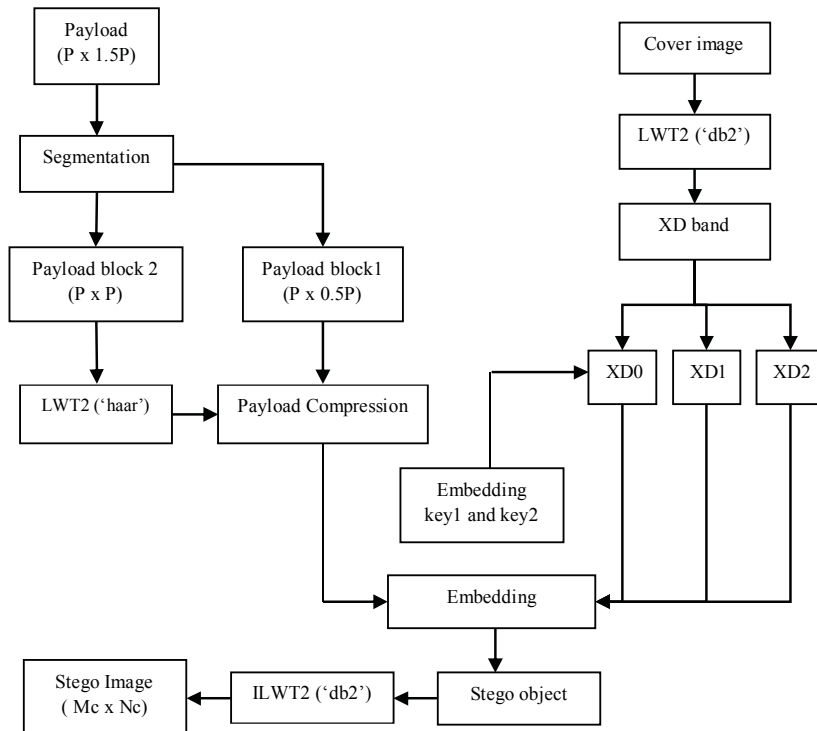 Payload
(P x 1.5P)
Cover image
Segmentation
LWT2 (‘db2’)
XD band
Payload block 2
(P x P)
Payload block1
(P x 0.5P)
XD0
XD1
XD2
LWT2 (‘haar’)
Payload Compression
Embedding
key1 and key2
Embedding
Stego Image
( Mc x Nc)
ILWT2 (‘db2’)
Stego object